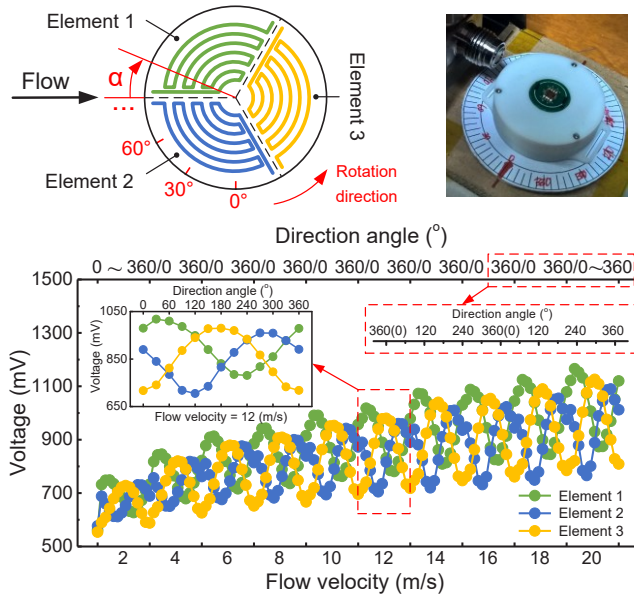 Element 1
Flow
α
...
Element 3
60°
Element 2
30°
0°
Rotation
direction
Direction angle (°)
0 ~ 360/0 360/0 360/0 360/0 360/0 360/0 360/0 360/0 360/0~360
1500
1300
1100
900
700
500
Voltage (mV)
Direction angle (°)
0 60 120 180 240 300 360
1050
850
650
Voltage (mV)
Flow velocity = 12 (m/s)
Direction angle (°)
360(0) 120 240 360(0) 120 240 360
Element 1
Element 2
Element 3
2 4 6 8 10 12 14 16 18 20
Flow velocity (m/s)